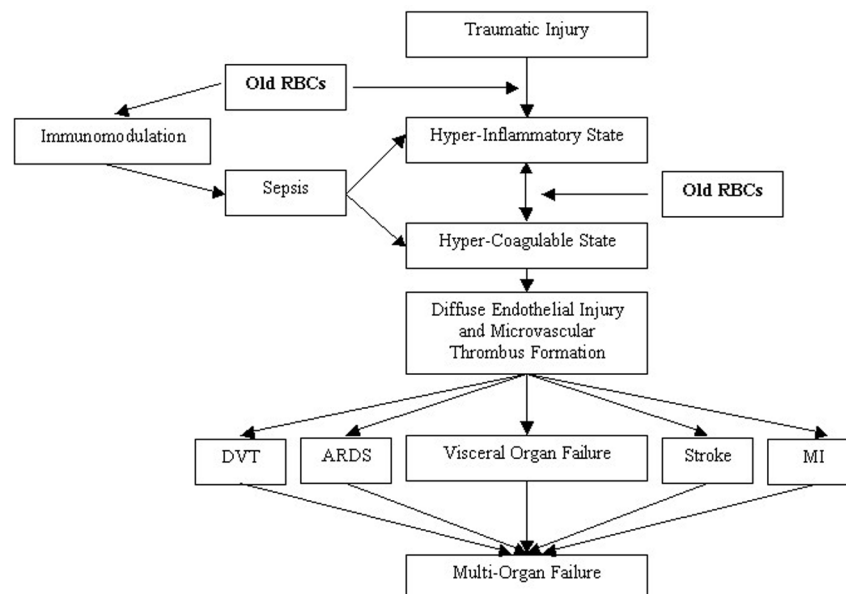 Traumatic Injury
Old RBCs
Immunomodulation
Hyper-Inflammatory State
Sepsis
Old RBCs
Hyper-Coagulable State
Diffuse Endothelial Injury
and Microvascular
Thrombus Formation
DVT
ARDS
Visceral Organ Failure
Stroke
MI
Multi-Organ Failure